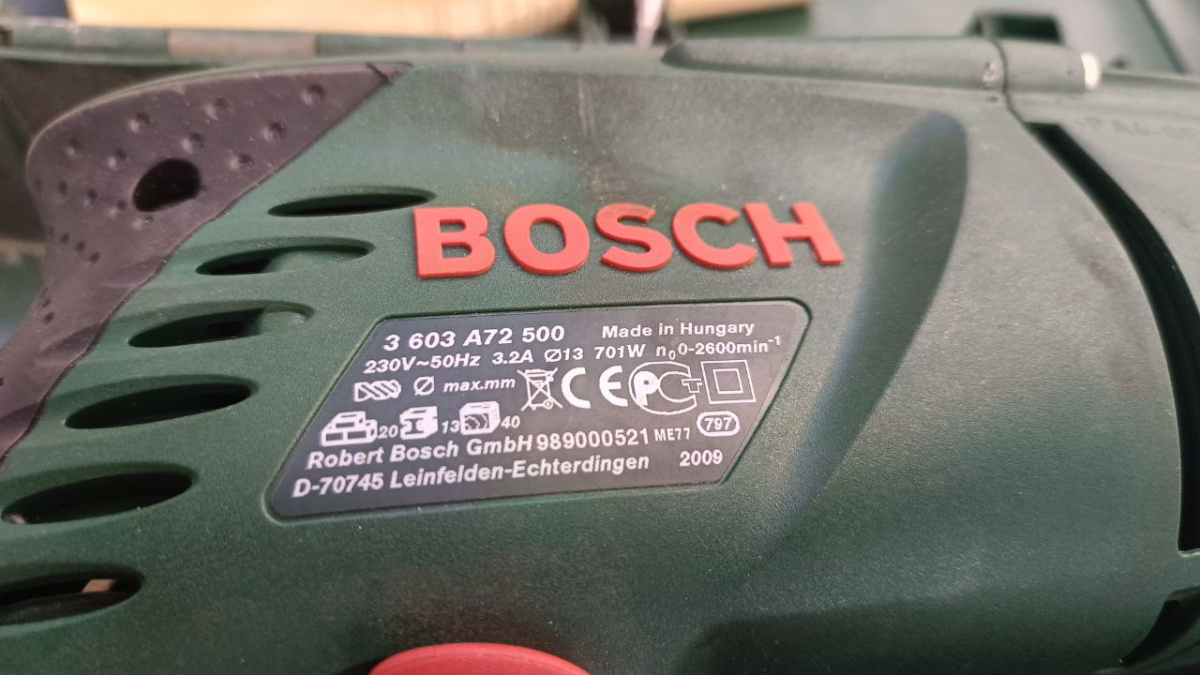 BOSCH
3 603 A72 500 Made in Hungary
230V~50Hz 3.2A Ø13 701W n₀ 0-2600min⁻¹
Ø max.mm CE
20 13 40
Robert Bosch GmbH 989000521 ME77 797
D-70745 Leinfelden-Echterdingen 2009